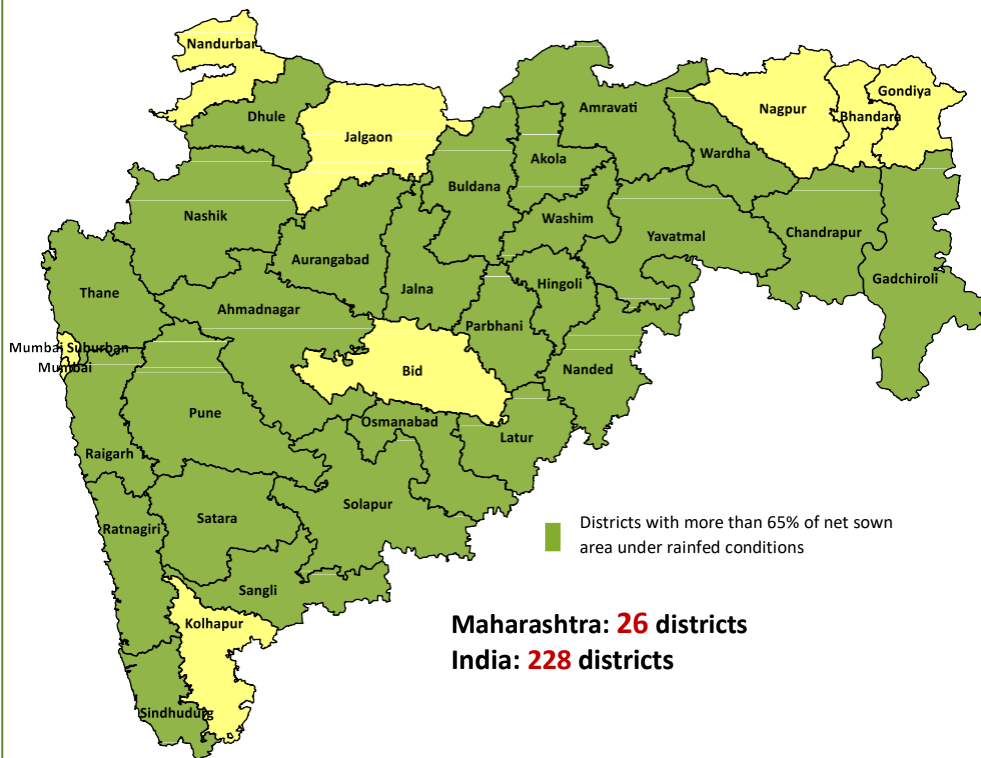 Nandurbar
Dhule
Jalgaon
Amravati
Nagpur
Bhandara
Gondiya
Akola
Wardha
Buldana
Nashik
Washim
Yavatmal
Chandrapur
Aurangabad
Gadchiroli
Thane
Jalna
Hingoli
Ahmadnagar
Parbhani
Mumbai Suburban
Mumbai
Bid
Nanded
Pune
Osmanabad
Latur
Raigarh
Solapur
Ratnagiri
Satara
Districts with more than 65% of net sown
area under rainfed conditions
Sangli
Kolhapur
Maharashtra: 26 districts
India: 228 districts
Sindhudurg